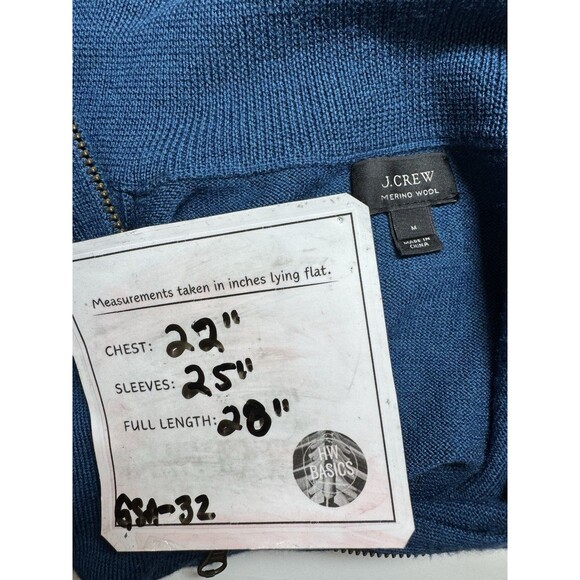 J.CREW
MERINO WOOL
M
MADE IN
CHINA
Measurements taken in inches lying flat.
CHEST: 22"
SLEEVES: 25"
FULL LENGTH: 28"
HW
BASICS
GSA-32